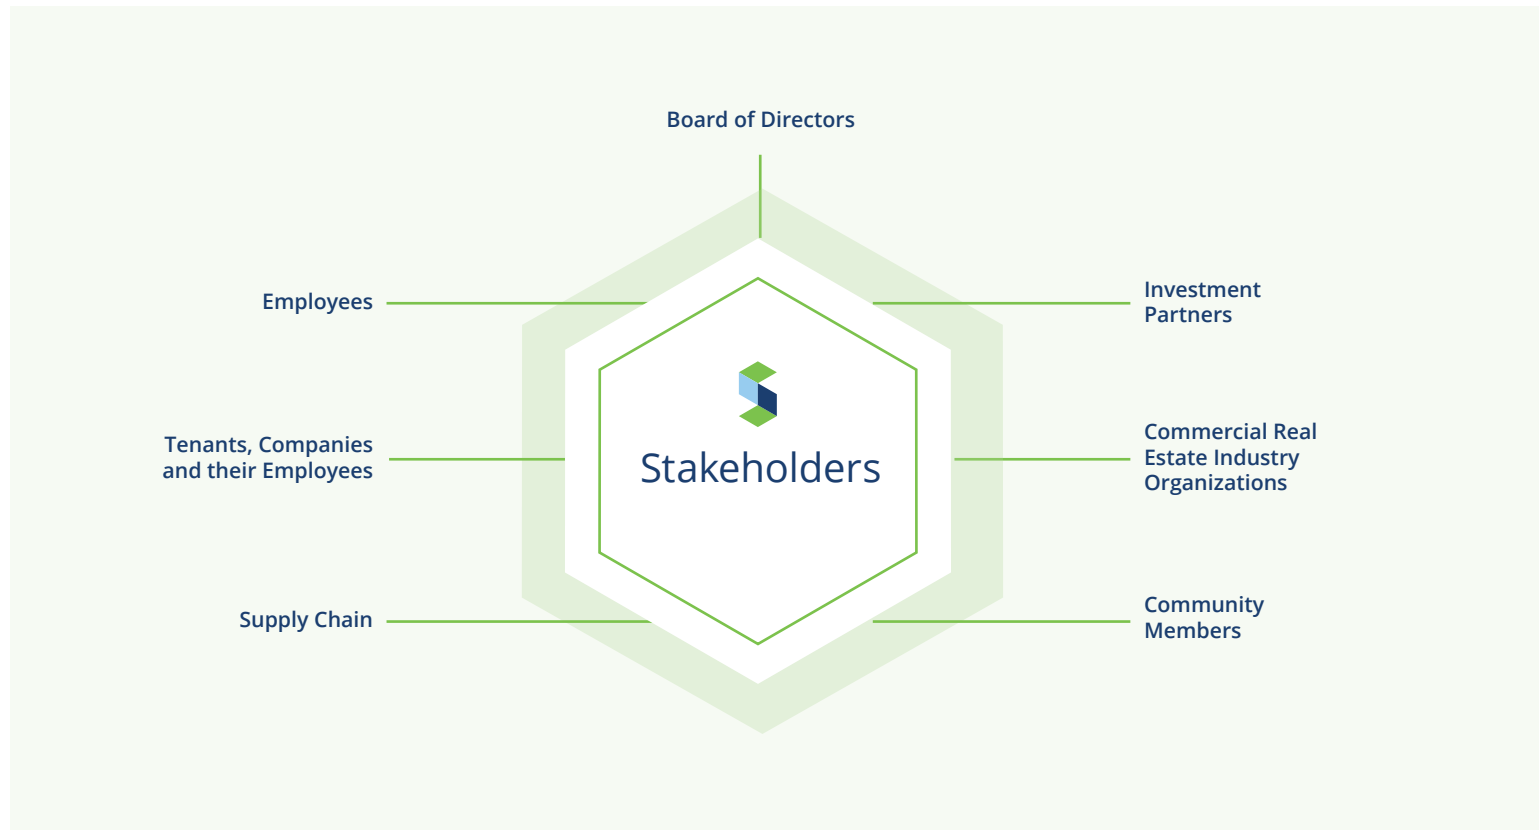 Board of Directors
Employees
Investment
Partners
Tenants, Companies
and their Employees
Stakeholders
Commercial Real
Estate Industry
Organizations
Supply Chain
Community
Members